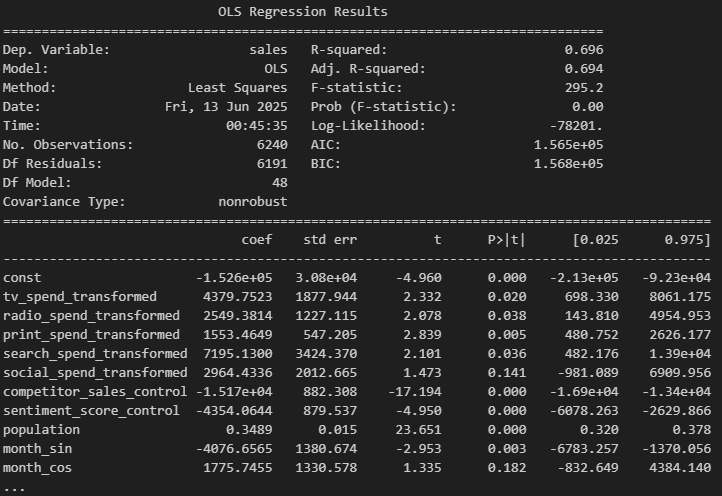 OLS Regression Results
==============================================================================
Dep. Variable:                  sales   R-squared:                       0.696
Model:                            OLS   Adj. R-squared:                  0.694
Method:                 Least Squares   F-statistic:                     295.2
Date:                Fri, 13 Jun 2025   Prob (F-statistic):               0.00
Time:                        00:45:35   Log-Likelihood:                -78201.
No. Observations:                6240   AIC:                         1.565e+05
Df Residuals:                    6191   BIC:                         1.568e+05
Df Model:                          48
Covariance Type:            nonrobust
============================================================================================
coef    std err          t      P>|t|      [0.025      0.975]
--------------------------------------------------------------------------------------------
const                    -1.526e+05   3.08e+04     -4.960      0.000   -2.13e+05   -9.23e+04
tv_spend_transformed      4379.7523   1877.944      2.332      0.020     698.330    8061.175
radio_spend_transformed   2549.3814   1227.115      2.078      0.038     143.810    4954.953
print_spend_transformed   1553.4649    547.205      2.839      0.005     480.752    2626.177
search_spend_transformed  7195.1300   3424.370      2.101      0.036     482.176    1.39e+04
social_spend_transformed  2964.4336   2012.665      1.473      0.141    -981.089    6909.956
competitor_sales_control -1.517e+04    882.308    -17.194      0.000   -1.69e+04   -1.34e+04
sentiment_score_control  -4354.0644    879.537     -4.950      0.000   -6078.263   -2629.866
population                   0.3489      0.015     23.651      0.000       0.320       0.378
month_sin                -4076.6565   1380.674     -2.953      0.003   -6783.257   -1370.056
month_cos                 1775.7455   1330.578      1.335      0.182    -832.649    4384.140
...